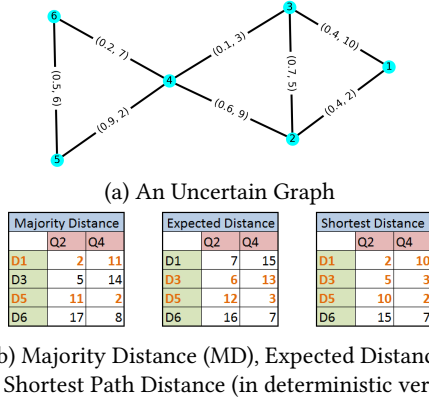 6
3
(0.2, 7)
(0.1, 3)
(0.4, 10)
1
(0.5, 6)
4
(0.7, 5)
(0.9, 2)
(0.6, 9)
(0.4, 2)
5
2
(a) An Uncertain Graph
Majority Distance
Q2 Q4
D1 2 11
D3 5 14
D5 11 2
D6 17 8
Expected Distance
Q2 Q4
D1 7 15
D3 6 13
D5 12 3
D6 16 7
Shortest Distance
Q2 Q4
D1 2 10
D3 5 3
D5 10 2
D6 15 7
b) Majority Distance (MD), Expected Distanc
Shortest Path Distance (in deterministic ver